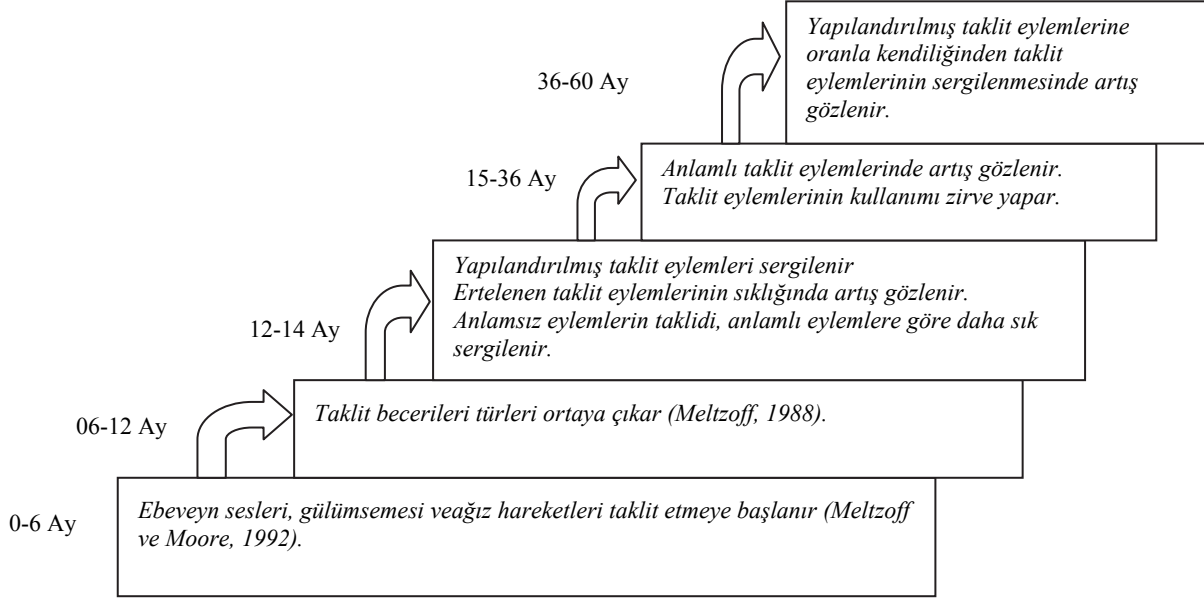 Yapılandırılmış taklit eylemlerine
oranla kendiliğinden taklit
eylemlerinin sergilenmesinde artış
gözlenir.
36-60 Ay
Anlamlı taklit eylemlerinde artış gözlenir.
Taklit eylemlerinin kullanımı zirve yapar.
15-36 Ay
Yapılandırılmış taklit eylemleri sergilenir
Ertelenen taklit eylemlerinin sıklığında artış gözlenir.
Anlamsız eylemlerin taklidi, anlamlı eylemlere göre daha sık
sergilenir.
12-14 Ay
Taklit becerileri türleri ortaya çıkar (Meltzoff, 1988).
06-12 Ay
Ebeveyn sesleri, gülümsemesi veağız hareketleri taklit etmeye başlanır (Meltzoff
ve Moore, 1992).
0-6 Ay